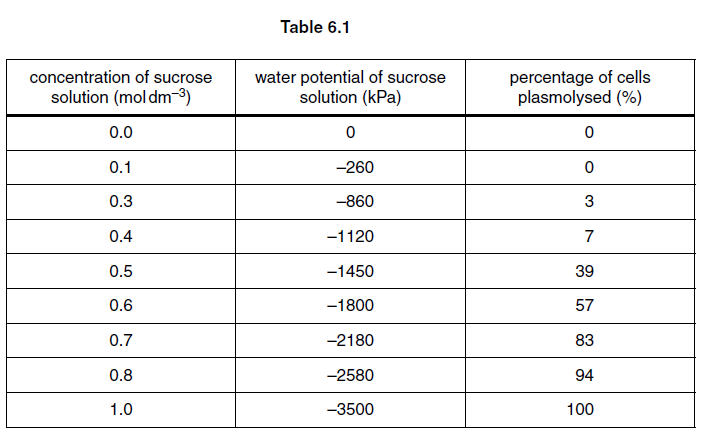 Table 6.1
concentration of sucrose solution (mol dm–3) water potential of sucrose solution (kPa) percentage of cells plasmolysed (%)
0.0 0 0
0.1 –260 0
0.3 –860 3
0.4 –1120 7
0.5 –1450 39
0.6 –1800 57
0.7 –2180 83
0.8 –2580 94
1.0 –3500 100